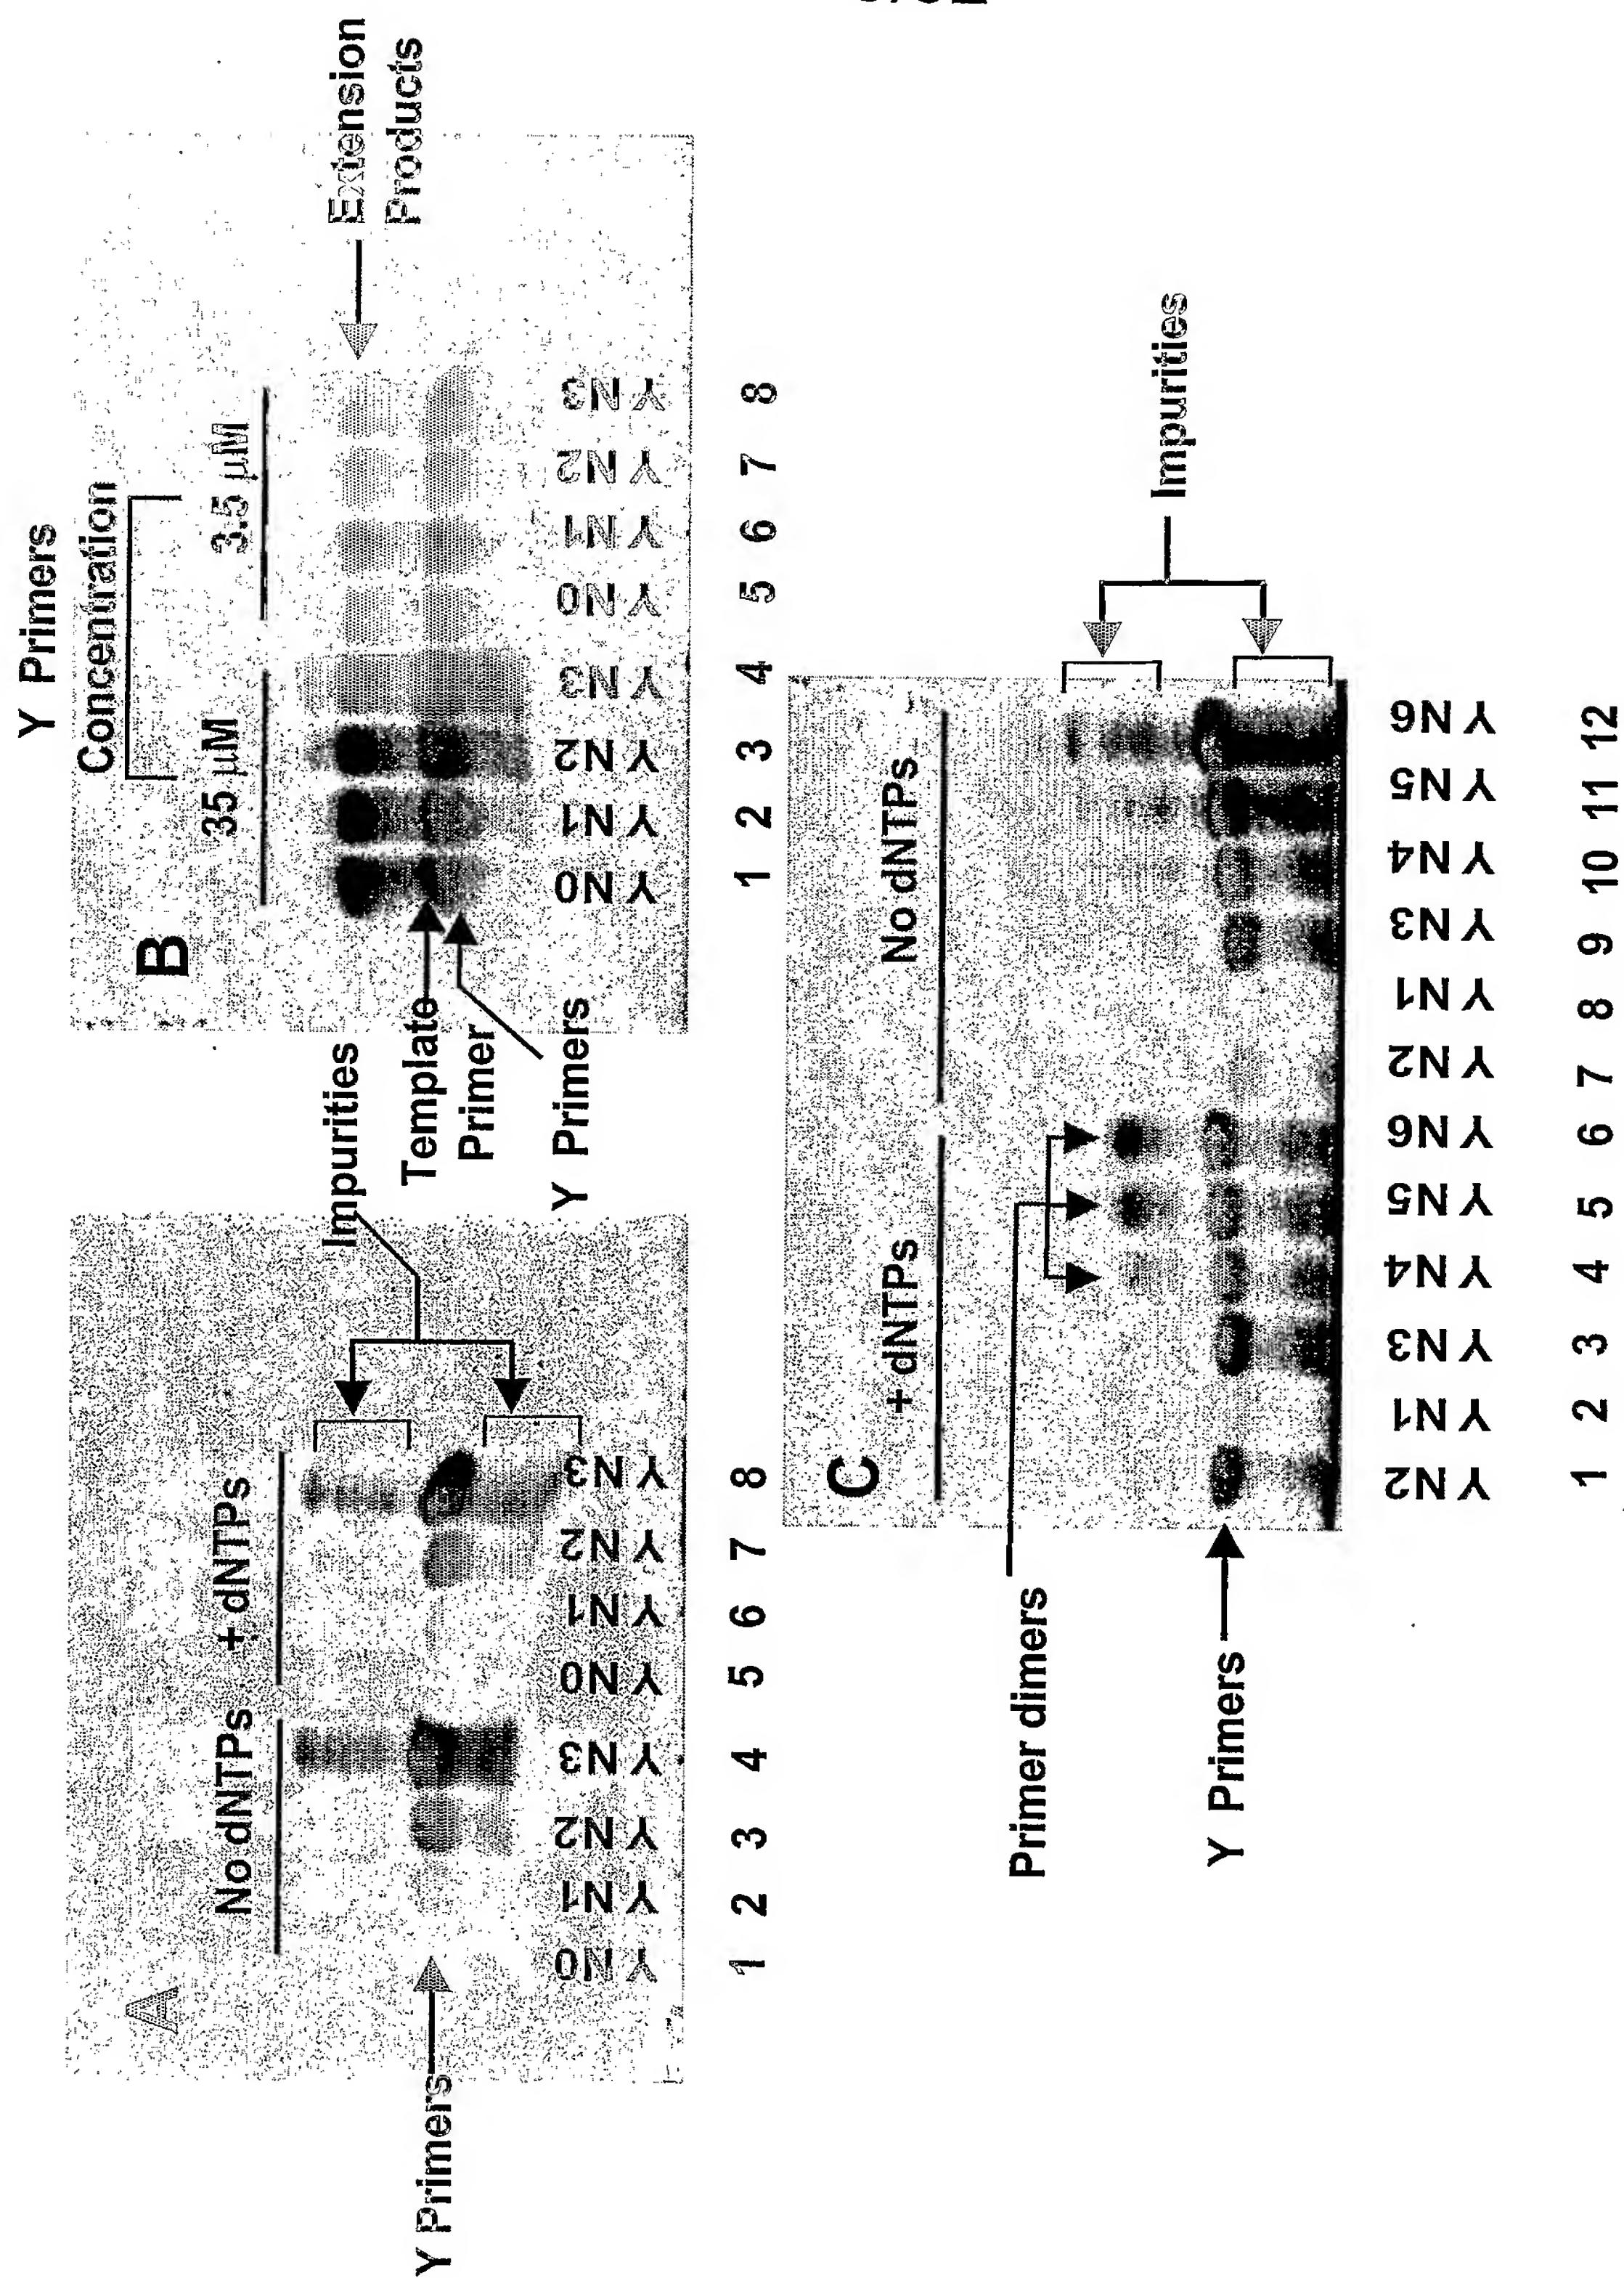 A
No dNTPs
+ dNTPs
Impurities
Y Primers
Y N0
Y N1
Y N2
Y N3
Y N0
Y N1
Y N2
Y N3
1 2 3 4 5 6 7 8
Y Primers
Concentration
B
35 µM
3.5 µM
Extension
Products
Template
Primer
Y Primers
Y N0
Y N1
Y N2
Y N3
Y N0
Y N1
Y N2
Y N3
1 2 3 4 5 6 7 8
C
+ dNTPs
No dNTPs
Primer dimers
Y Primers
Impurities
Y N2
Y N1
Y N3
Y N4
Y N5
Y N6
Y N2
Y N1
Y N3
Y N4
Y N5
Y N6
1 2 3 4 5 6 7 8 9 10 11 12